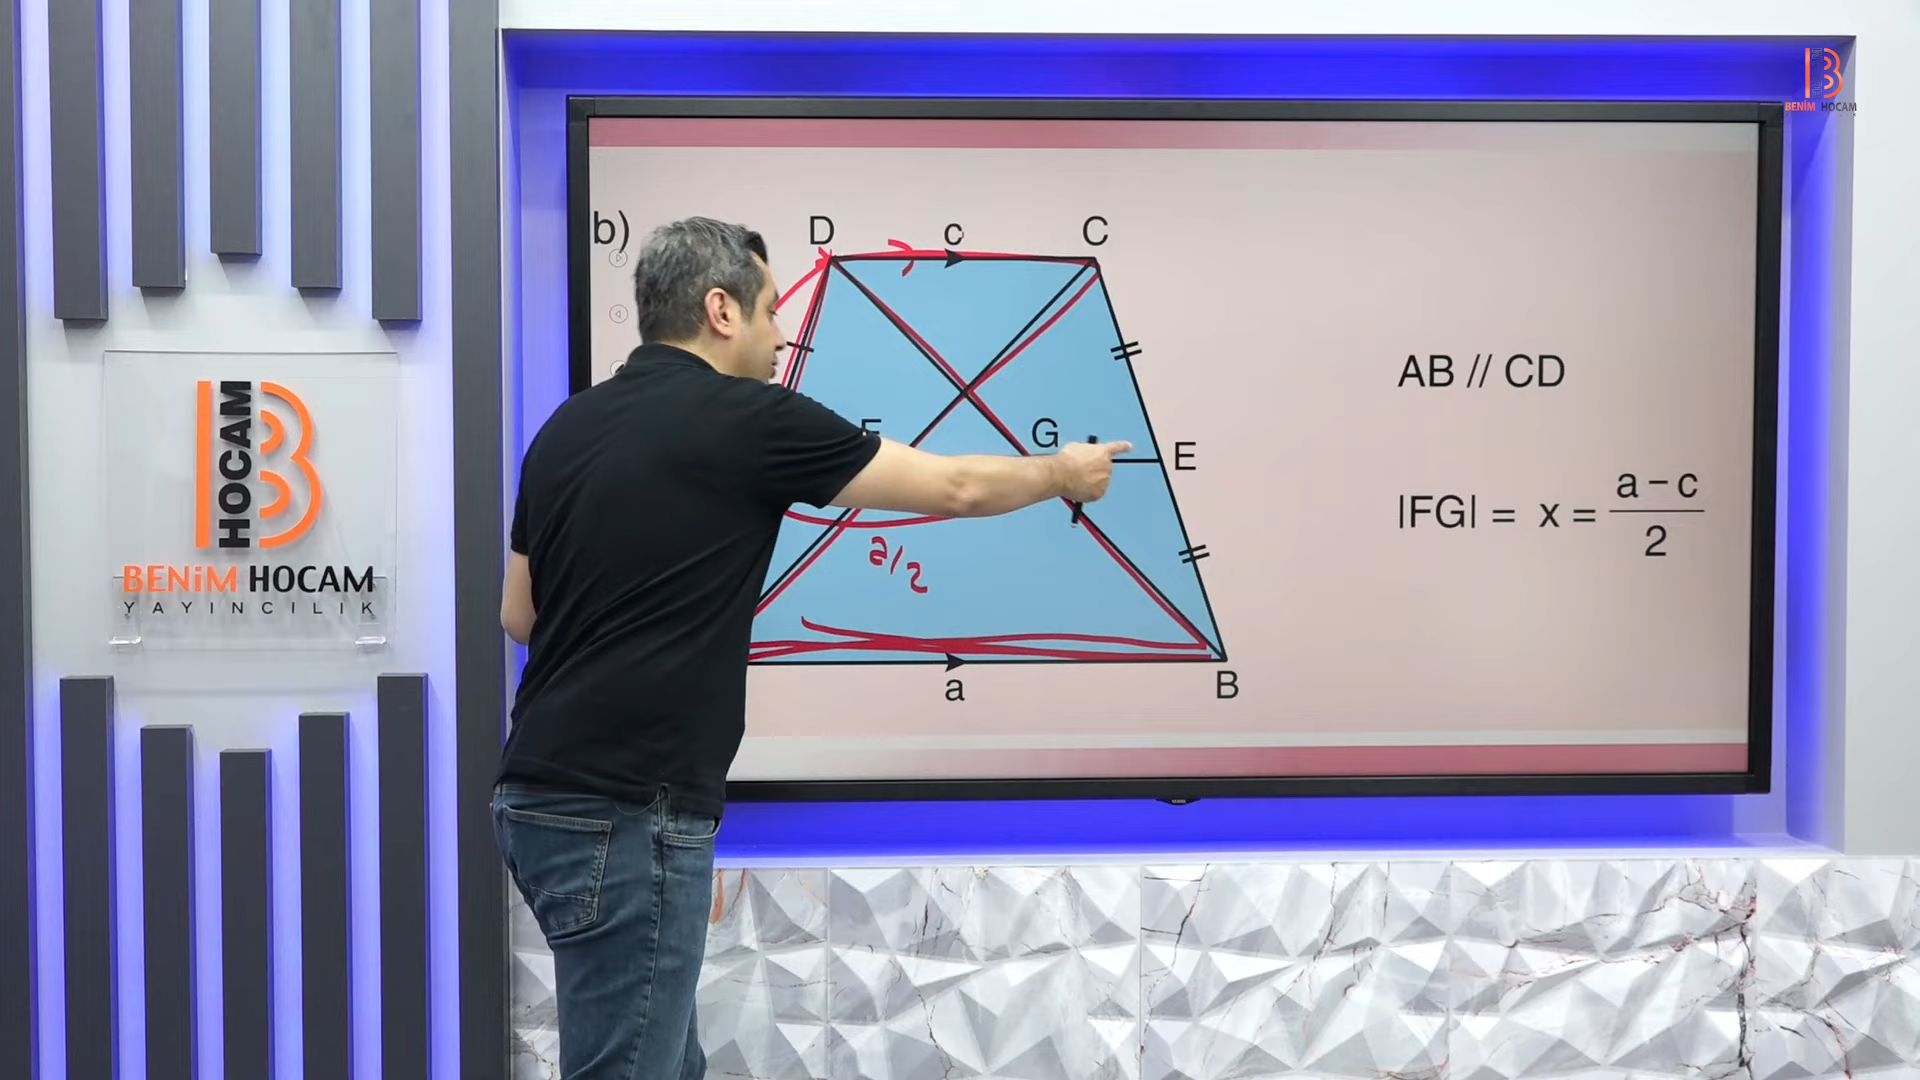 BENİM HOCAM
b)
D
c
C
G
E
a/2
a
B
AB // CD
|FG| = x = a - c
2
HOCAM
BENİM HOCAM
YAYINCILIK